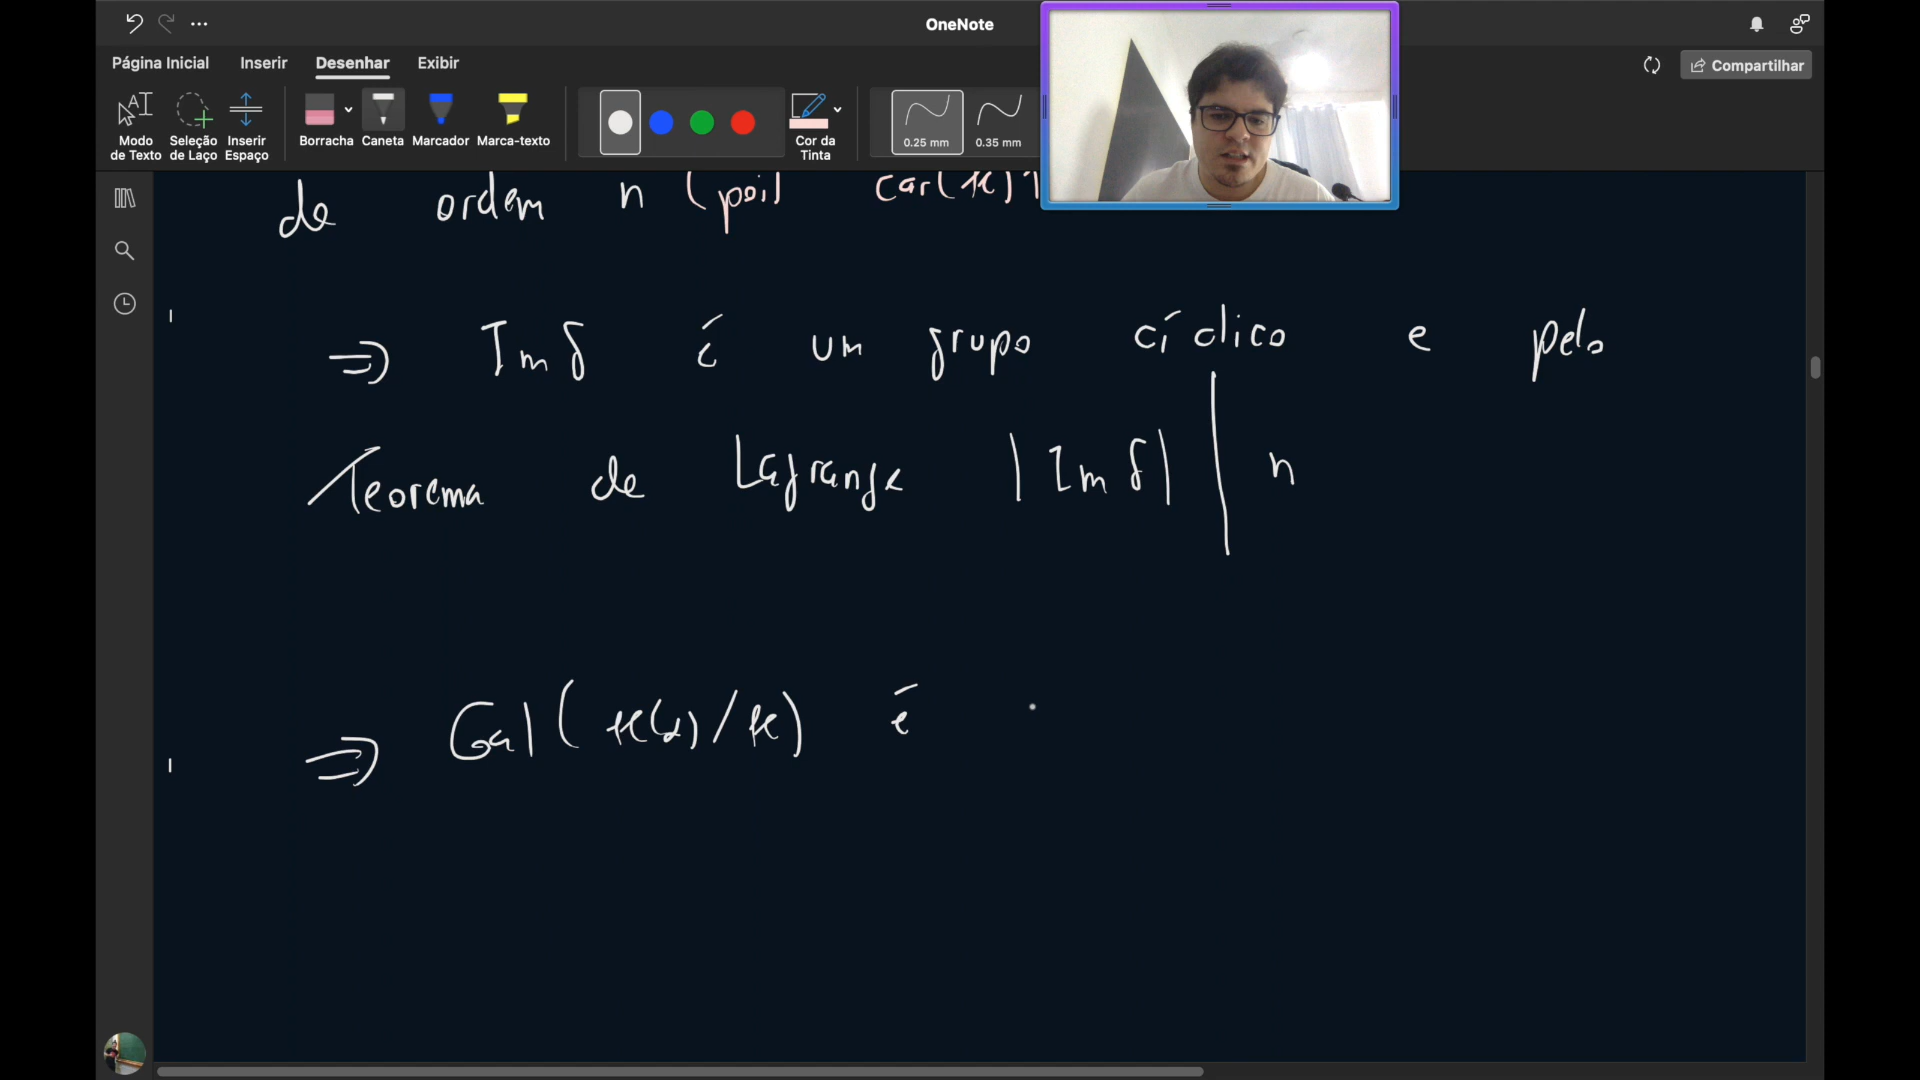 OneNote
Página Inicial Inserir Desenhar Exibir
Compartilhar
Modo de Texto
Seleção de Laço
Inserir Espaço
Borracha
Caneta
Marcador
Marca-texto
Cor da Tinta
0.25 mm
0.35 mm
de ordem n (pois car(K)
⇒ Im f é um grupo cíclico e pelo
Teorema de Lagrange |Im f| | n
⇒ Gal(K(α)/K) é